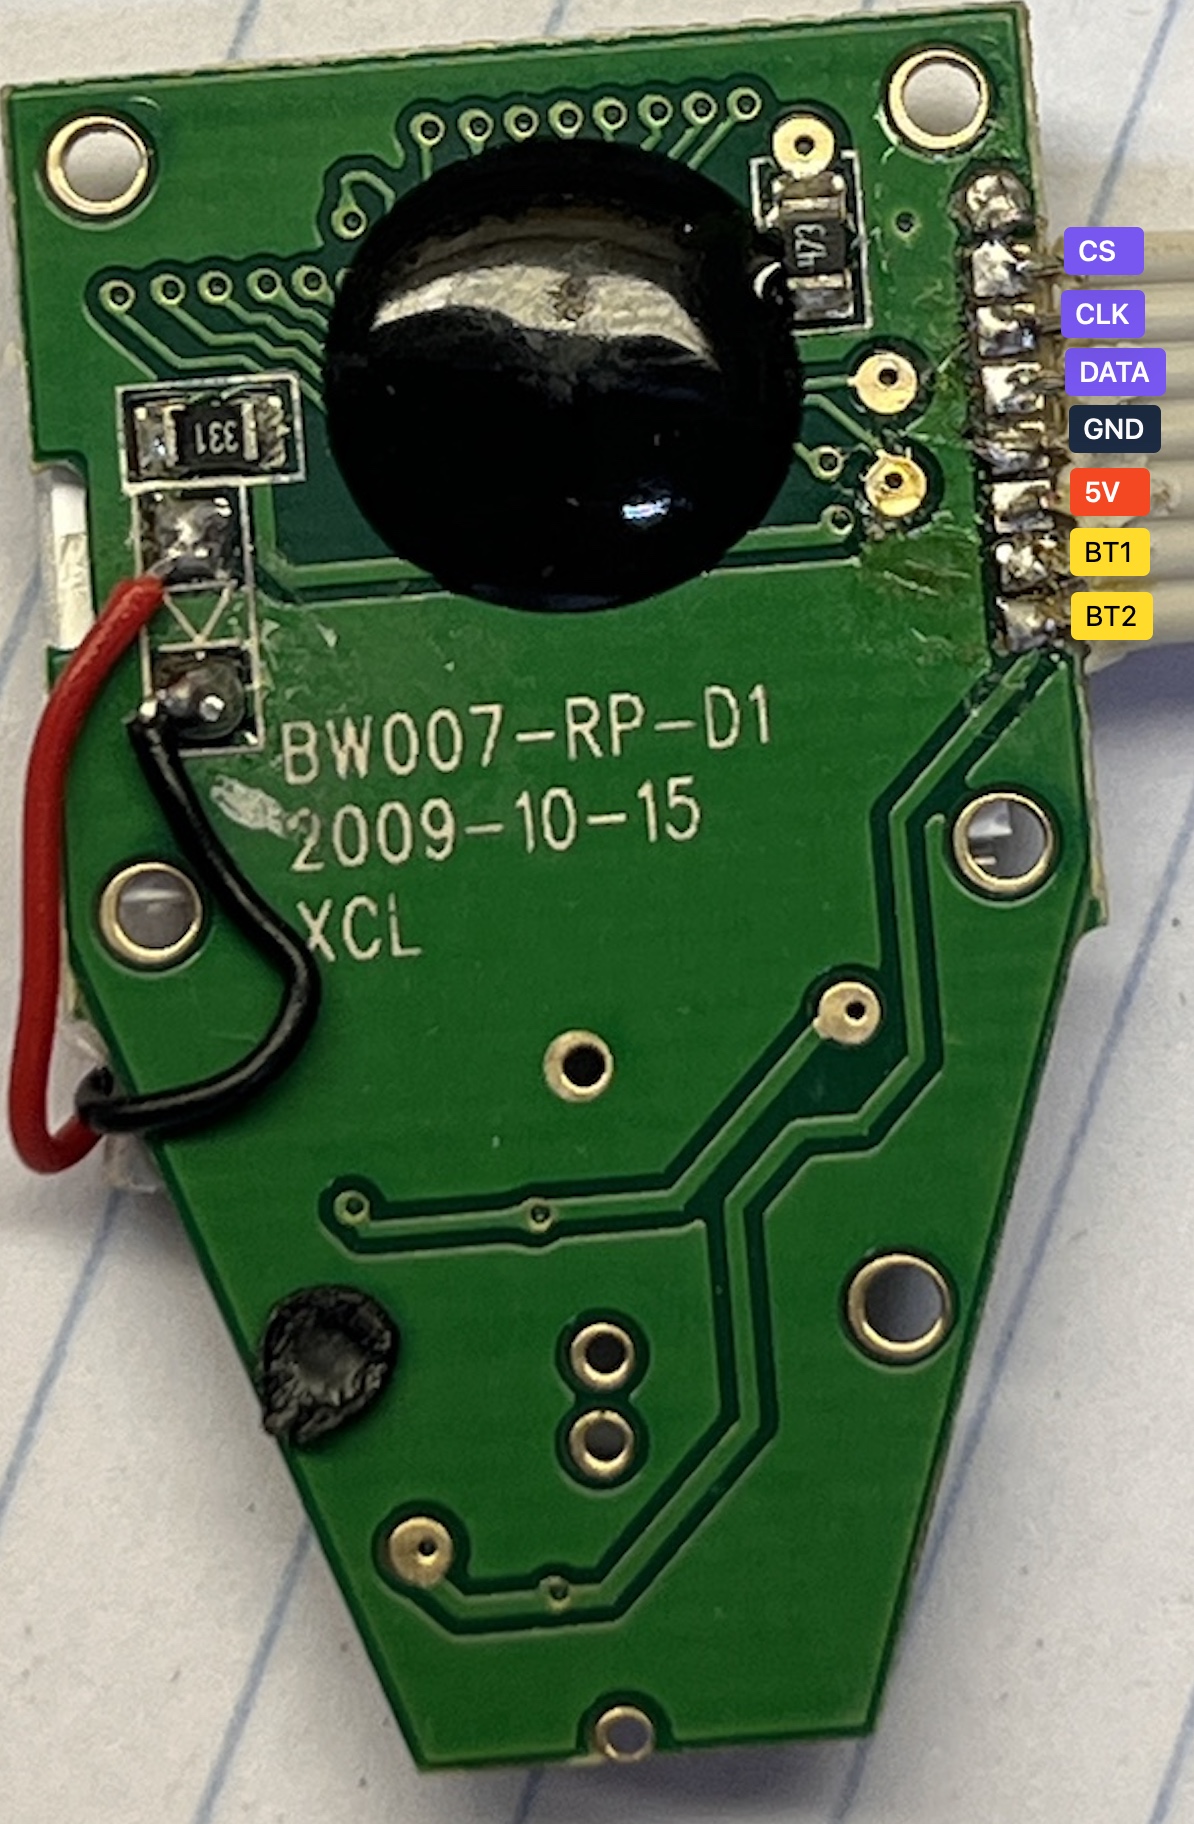 473
CS
CLK
DATA
331
GND
5V
BT1
BT2
BW007-RP-D1
2009-10-15
XCL